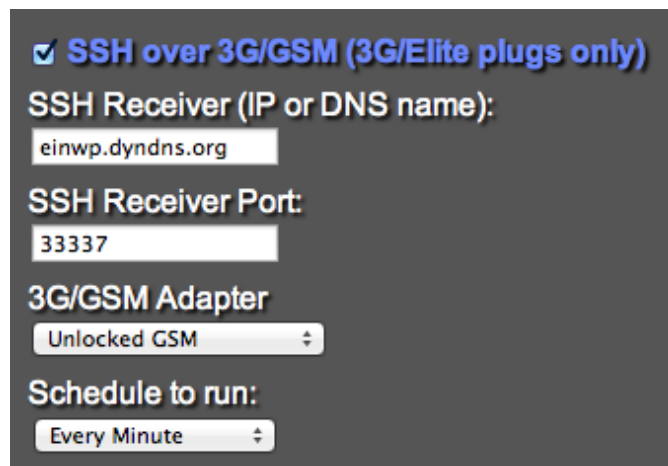 SSH over 3G/GSM (3G/Elite plugs only)
SSH Receiver (IP or DNS name):
einwp.dyndns.org
SSH Receiver Port:
33337
3G/GSM Adapter
Unlocked GSM
Schedule to run:
Every Minute